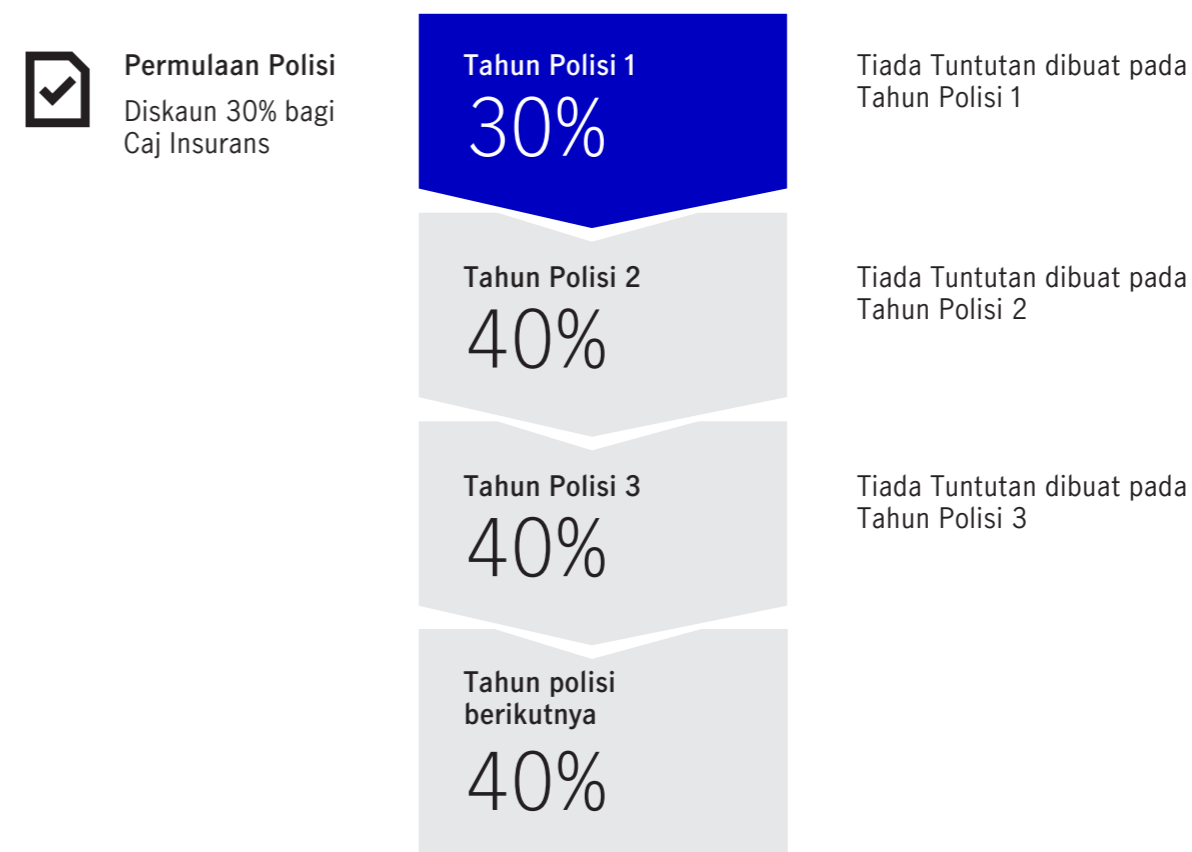 Permulaan Polisi
Diskaun 30% bagi
Caj Insurans
Tahun Polisi 1
30%
Tiada Tuntutan dibuat pada
Tahun Polisi 1
Tahun Polisi 2
40%
Tiada Tuntutan dibuat pada
Tahun Polisi 2
Tahun Polisi 3
40%
Tiada Tuntutan dibuat pada
Tahun Polisi 3
Tahun polisi
berikutnya
40%